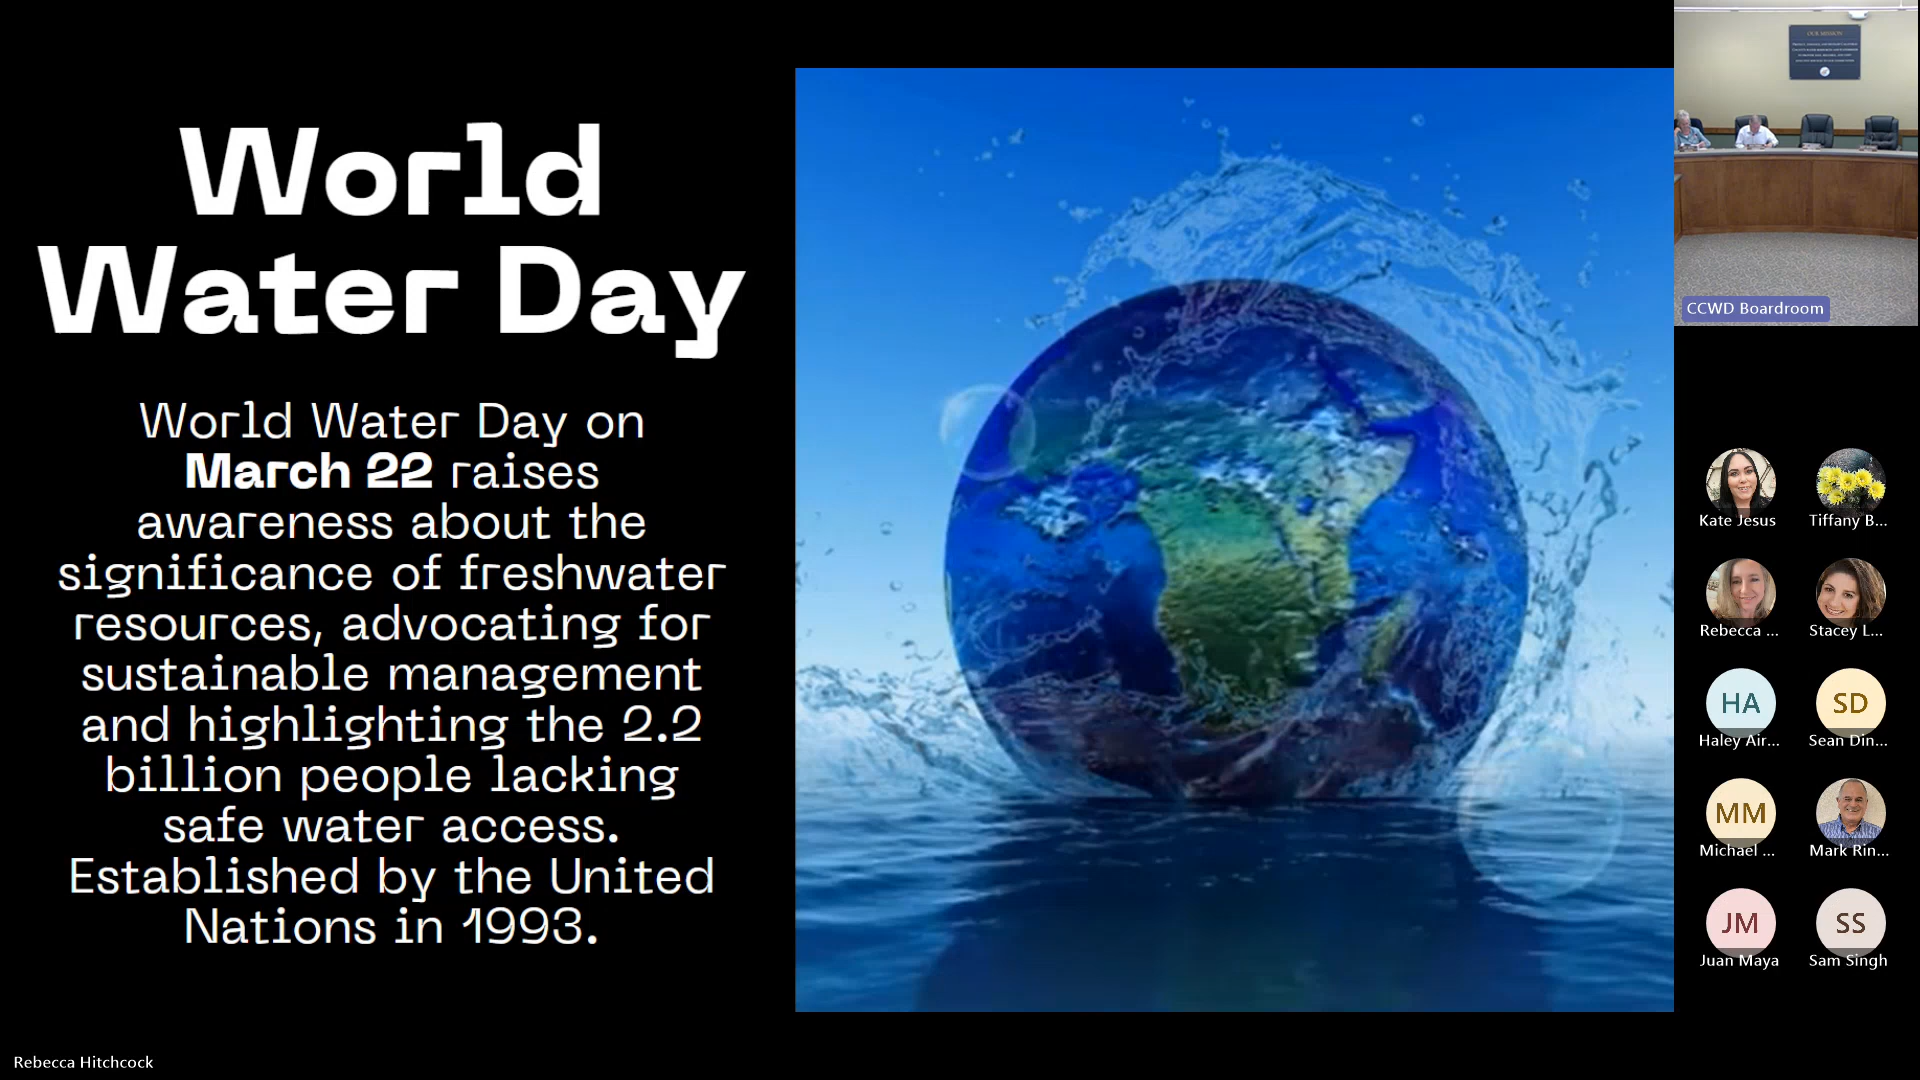 World
Water Day
World Water Day on
March 22 raises
awareness about the
significance of freshwater
resources, advocating for
sustainable management
and highlighting the 2.2
billion people lacking
safe water access.
Established by the United
Nations in 1993.
Rebecca Hitchcock
OUR MISSION
CCWD Boardroom
Kate Jesus
Tiffany B...
Rebecca ...
Stacey L...
HA
Haley Air...
SD
Sean Din...
MM
Michael ...
Mark Rin...
JM
Juan Maya
SS
Sam Singh